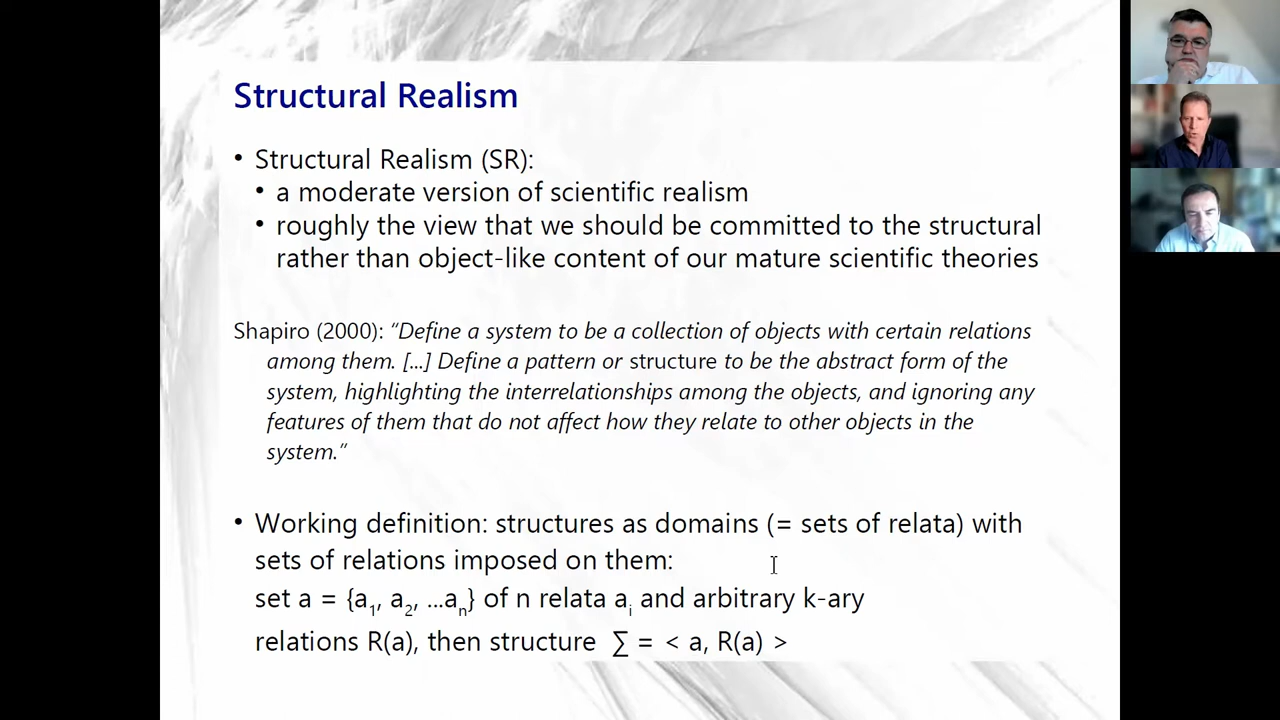 Structural Realism
• Structural Realism (SR):
• a moderate version of scientific realism
• roughly the view that we should be committed to the structural
rather than object-like content of our mature scientific theories
Shapiro (2000): “Define a system to be a collection of objects with certain relations
among them. [...] Define a pattern or structure to be the abstract form of the
system, highlighting the interrelationships among the objects, and ignoring any
features of them that do not affect how they relate to other objects in the
system.”
• Working definition: structures as domains (= sets of relata) with
sets of relations imposed on them:
set a = {a₁, a₂, ...aₙ} of n relata aᵢ and arbitrary k-ary
relations R(a), then structure ∑ = < a, R(a) >